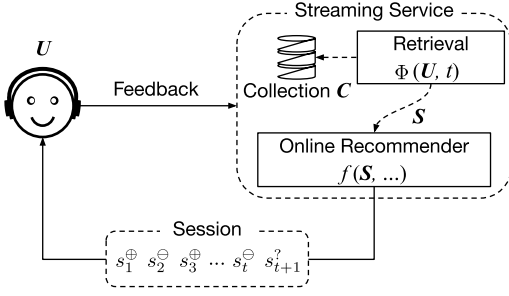 Streaming Service
U
Retrieval
Φ (U, t)
Feedback
Collection C
S
Online Recommender
f (S, ...)
Session
s₁^⊕ s₂^⊖ s₃^⊕ ... sₜ^⊖ sₜ₊₁^?